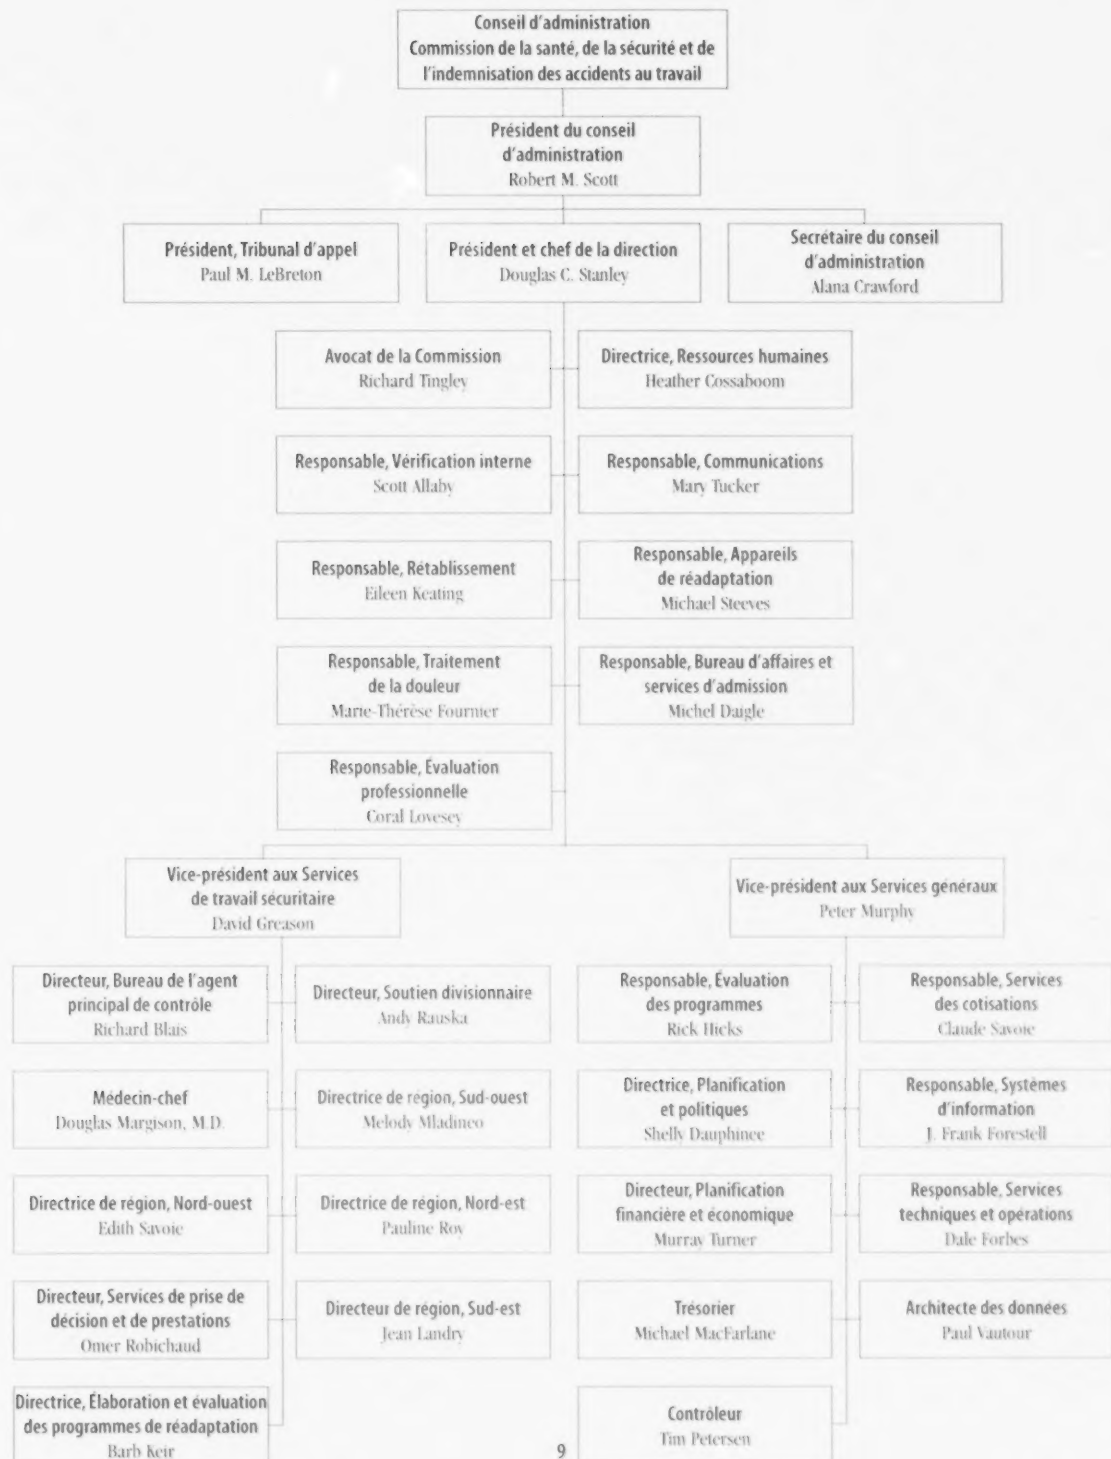 Conseil d'administration
Commission de la santé, de la sécurité et de
l'indemnisation des accidents au travail
Président du conseil
d'administration
Robert M. Scott
Président, Tribunal d'appel
Paul M. LeBreton
Président et chef de la direction
Douglas C. Stanley
Secrétaire du conseil
d'administration
Alana Crawford
Avocat de la Commission
Richard Tingley
Directrice, Ressources humaines
Heather Cossaboom
Responsable, Vérification interne
Scott Allaby
Responsable, Communications
Mary Tucker
Responsable, Rétablissement
Eileen Keating
Responsable, Appareils
de réadaptation
Michael Steeves
Responsable, Traitement
de la douleur
Marie-Thérèse Fournier
Responsable, Bureau d'affaires et
services d'admission
Michel Daigle
Responsable, Évaluation
professionnelle
Coral Lovesey
Vice-président aux Services
de travail sécuritaire
David Greason
Vice-président aux Services généraux
Peter Murphy
Directeur, Bureau de l'agent
principal de contrôle
Richard Blais
Directeur, Soutien divisionnaire
Andy Rauska
Responsable, Évaluation
des programmes
Rick Hicks
Responsable, Services
des cotisations
Claude Savoie
Médecin-chef
Douglas Margison, M.D.
Directrice de région, Sud-ouest
Melody Mladineo
Directrice, Planification
et politiques
Shelly Dauphinee
Responsable, Systèmes
d'information
J. Frank Forestell
Directrice de région, Nord-ouest
Edith Savoie
Directrice de région, Nord-est
Pauline Roy
Directeur, Planification
financière et économique
Murray Turner
Responsable, Services
techniques et opérations
Dale Forbes
Directeur, Services de prise de
décision et de prestations
Omer Robichaud
Directeur de région, Sud-est
Jean Landry
Trésorier
Michael MacFarlane
Architecte des données
Paul Vautour
Directrice, Élaboration et évaluation
des programmes de réadaptation
Barb Keir
Contrôleur
Tim Petersen
9